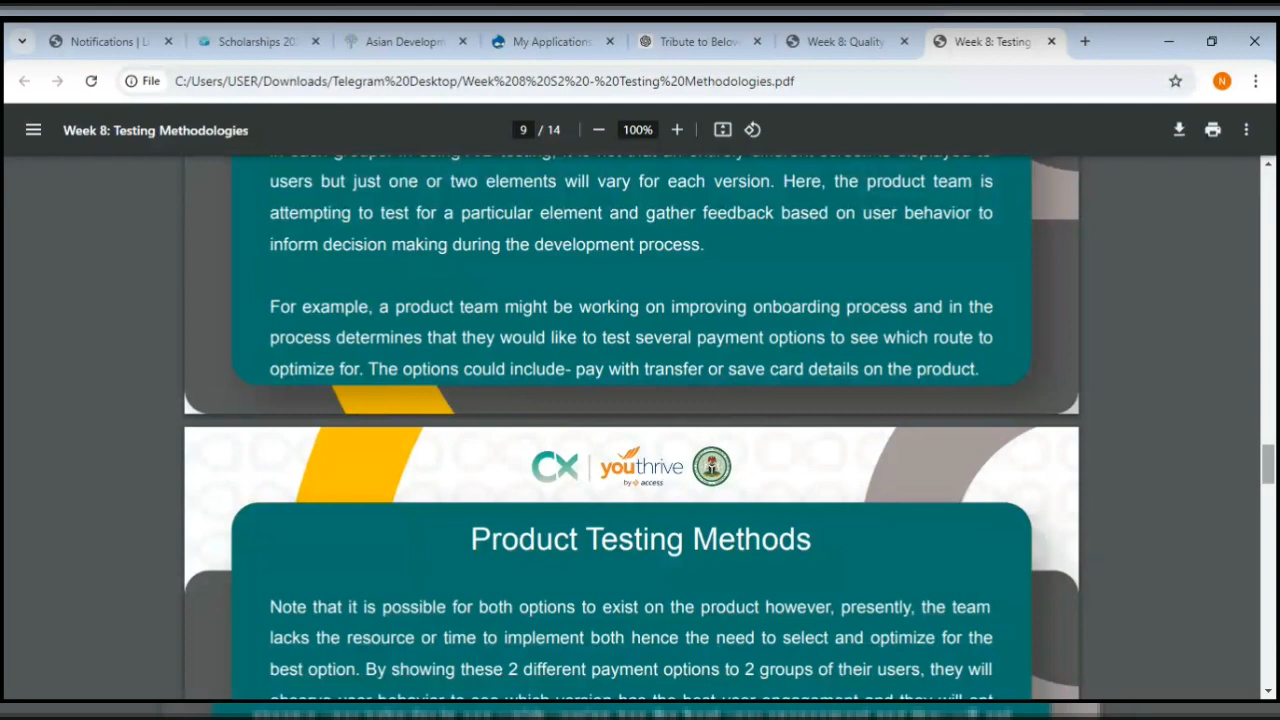 Notifications | L
Scholarships 202
Asian Developm
My Applications
Tribute to Belov
Week 8: Quality
Week 8: Testing
File
C:/Users/USER/Downloads/Telegram%20Desktop/Week%208%20S2%20-%20Testing%20Methodologies.pdf
N
Week 8: Testing Methodologies
9 / 14
100%
users but just one or two elements will vary for each version. Here, the product team is
attempting to test for a particular element and gather feedback based on user behavior to
inform decision making during the development process.
For example, a product team might be working on improving onboarding process and in the
process determines that they would like to test several payment options to see which route to
optimize for. The options could include- pay with transfer or save card details on the product.
CX
youthrive
by access
Product Testing Methods
Note that it is possible for both options to exist on the product however, presently, the team
lacks the resource or time to implement both hence the need to select and optimize for the
best option. By showing these 2 different payment options to 2 groups of their users, they will